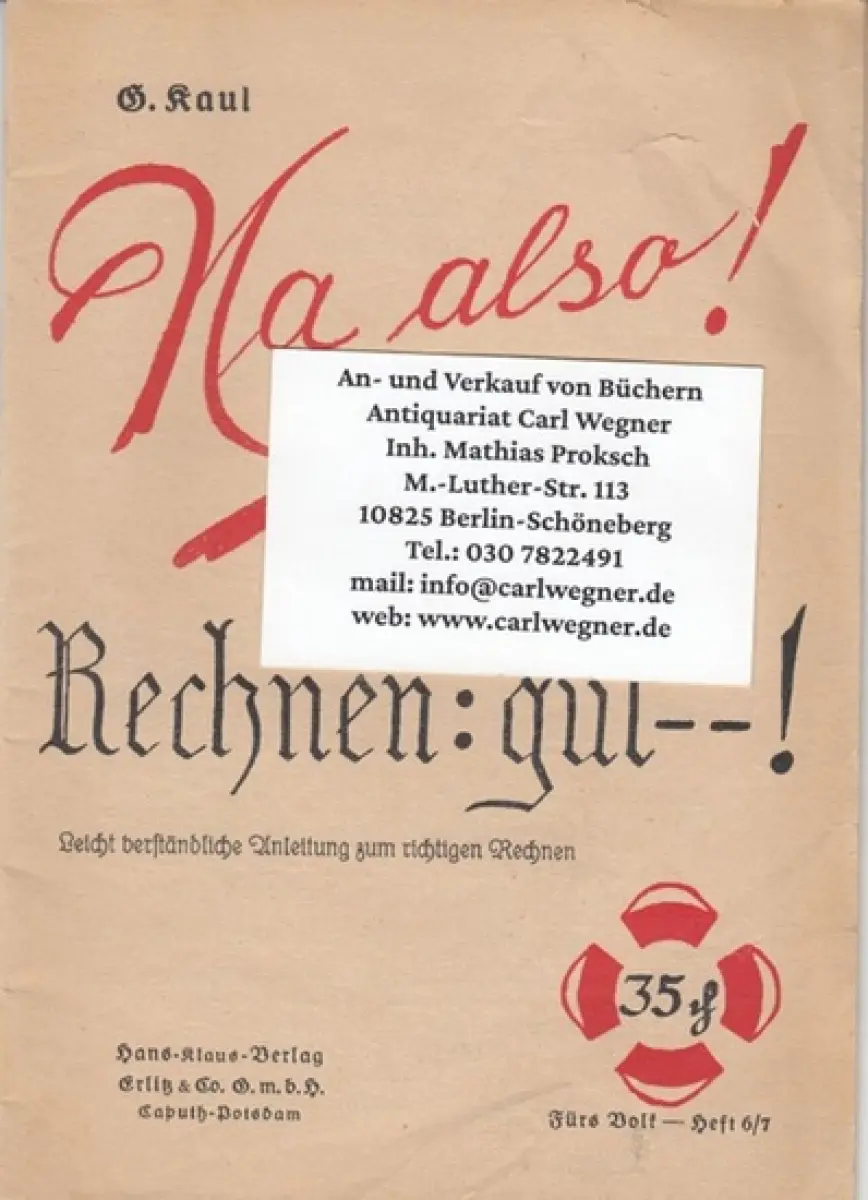 G. Kaul
Na also!
An- und Verkauf von Büchern
Antiquariat Carl Wegner
Inh. Mathias Proksch
M.-Luther-Str. 113
10825 Berlin-Schöneberg
Tel.: 030 7822491
mail: info@carlwegner.de
web: www.carlwegner.de
Rechnen: gut--!
Leicht verständliche Anleitung zum richtigen Rechnen
35 ₰
Hans-Klaus-Verlag
Erlitz & Co. G.m.b.H.
Caputh-Potsdam
Fürs Volk — Heft 6/7